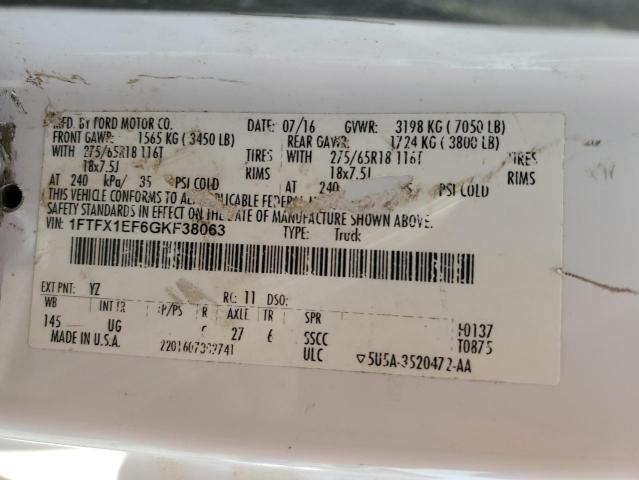 MFD. BY FORD MOTOR CO. DATE: 07/16 GVWR: 3198 KG ( 7050 LB)
FRONT GAWR: 1565 KG ( 3450 LB) REAR GAWR: 1724 KG ( 3800 LB)
WITH 275/65R18 116T TIRES WITH 275/65R18 116T TIRES
18x7.5J RIMS 18x7.5J RIMS
AT 240 kPa/ 35 PSI COLD AT 240 PSI COLD
THIS VEHICLE CONFORMS TO ALL APPLICABLE FEDERAL
SAFETY STANDARDS IN EFFECT ON THE DATE OF MANUFACTURE SHOWN ABOVE.
VIN: 1FTFX1EF6GKF38063 TYPE: Truck
EXT PNT: YZ RC: 11 DSO:
WB INT TR TP/PS R AXLE TR SPR
145 UG 27 6 SSCC
MADE IN U.S.A. ULC T0875
▽5U5A-3520472-AA